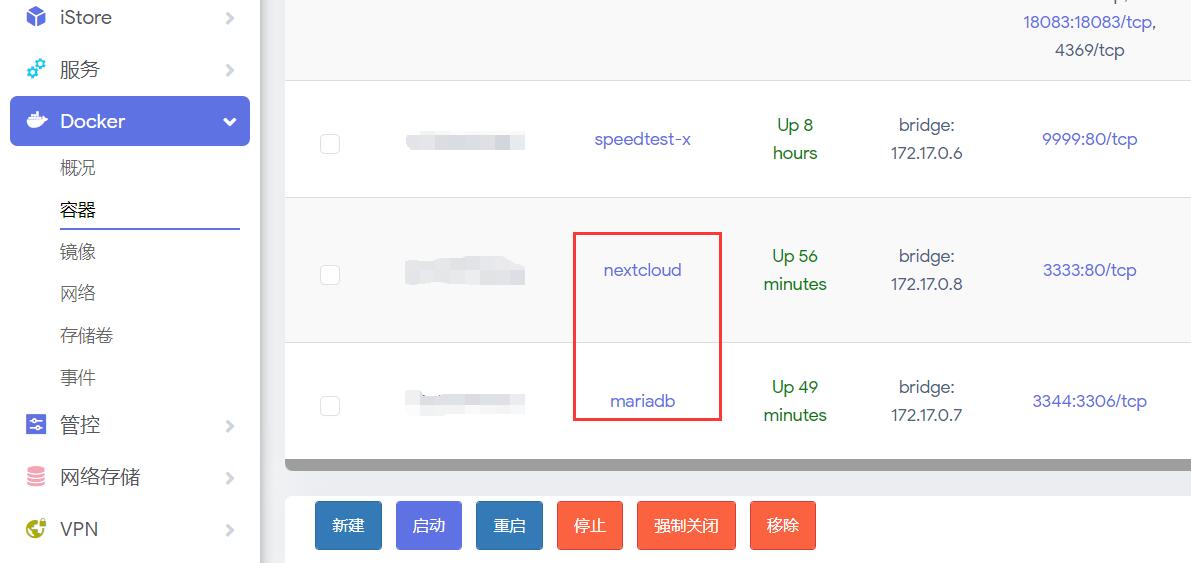 iStore
服务
Docker
概况
容器
镜像
网络
存储卷
事件
管控
网络存储
VPN
18083:18083/tcp,
4369/tcp
speedtest-x
Up 8
hours
bridge:
172.17.0.6
9999:80/tcp
nextcloud
Up 56
minutes
bridge:
172.17.0.8
3333:80/tcp
mariadb
Up 49
minutes
bridge:
172.17.0.7
3344:3306/tcp
新建
启动
重启
停止
强制关闭
移除